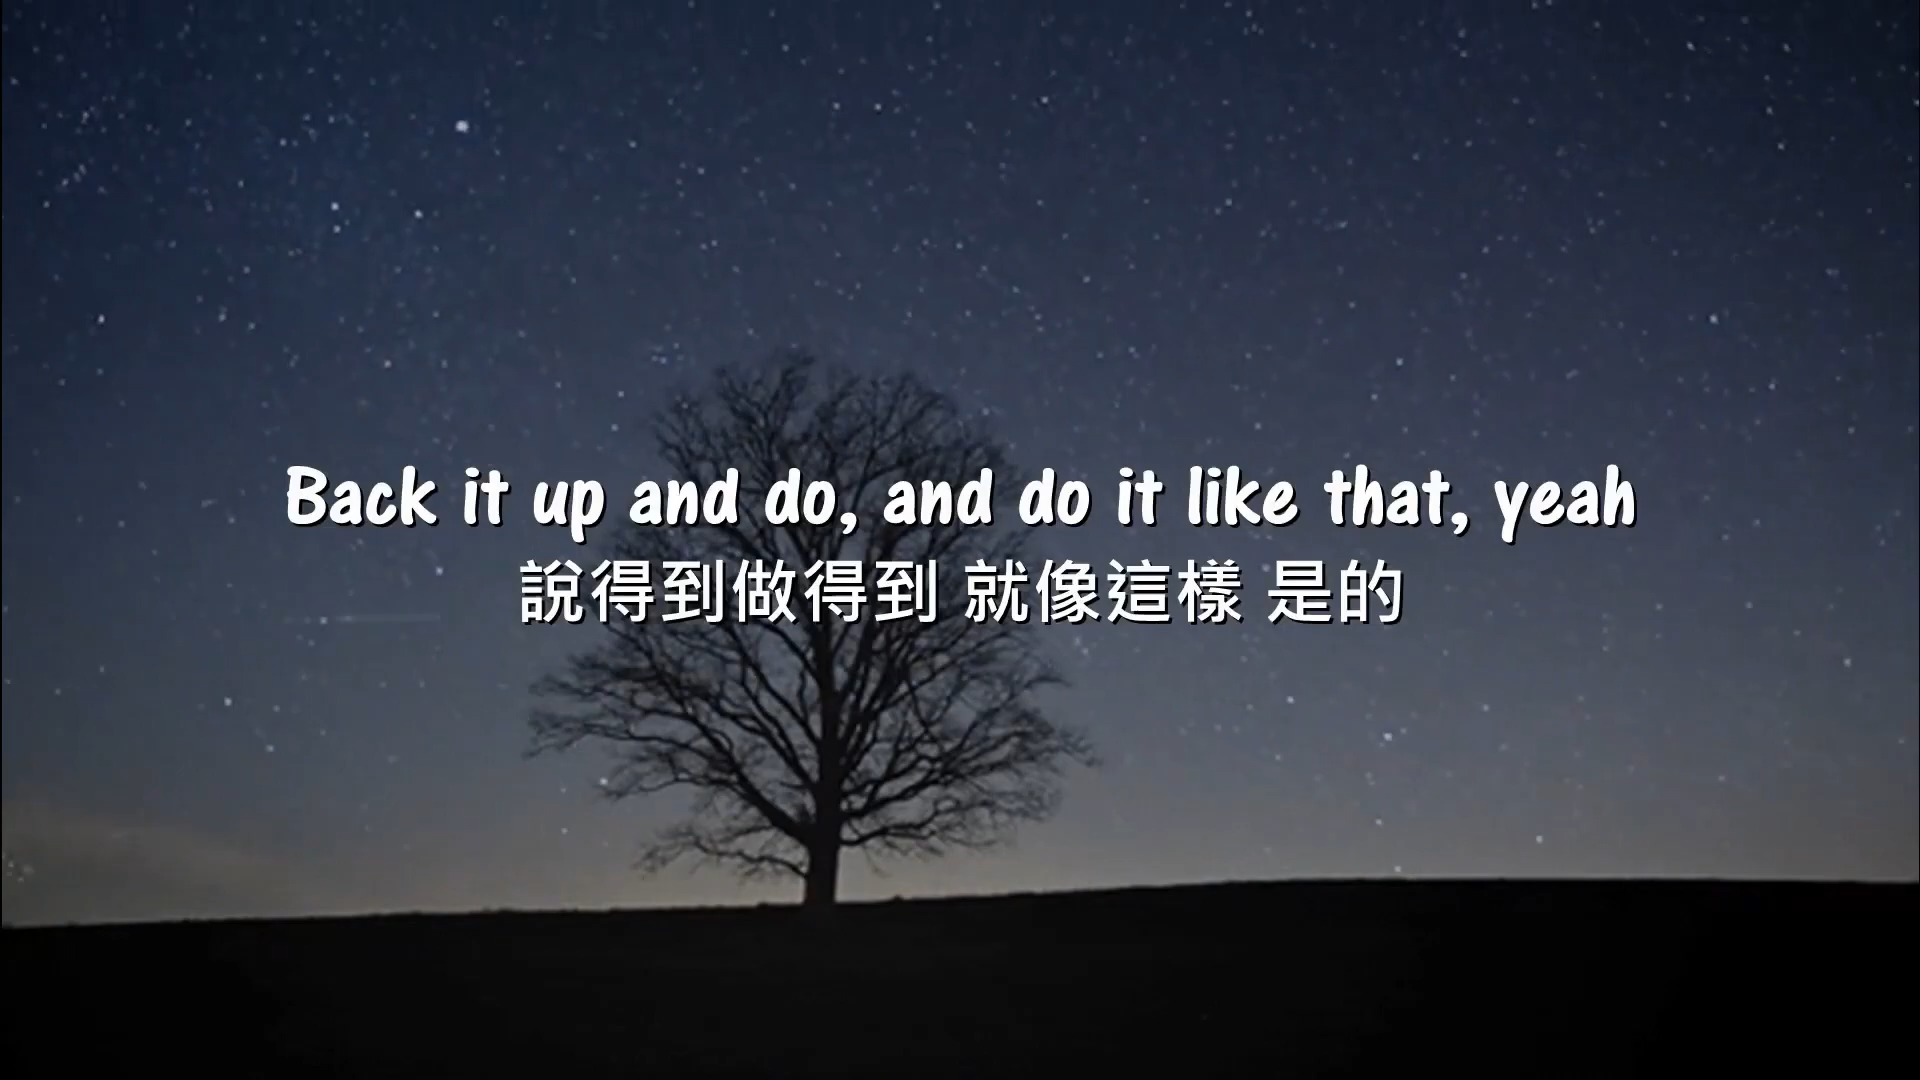 Back it up and do, and do it like that, yeah
說得到做得到 就像這樣 是的